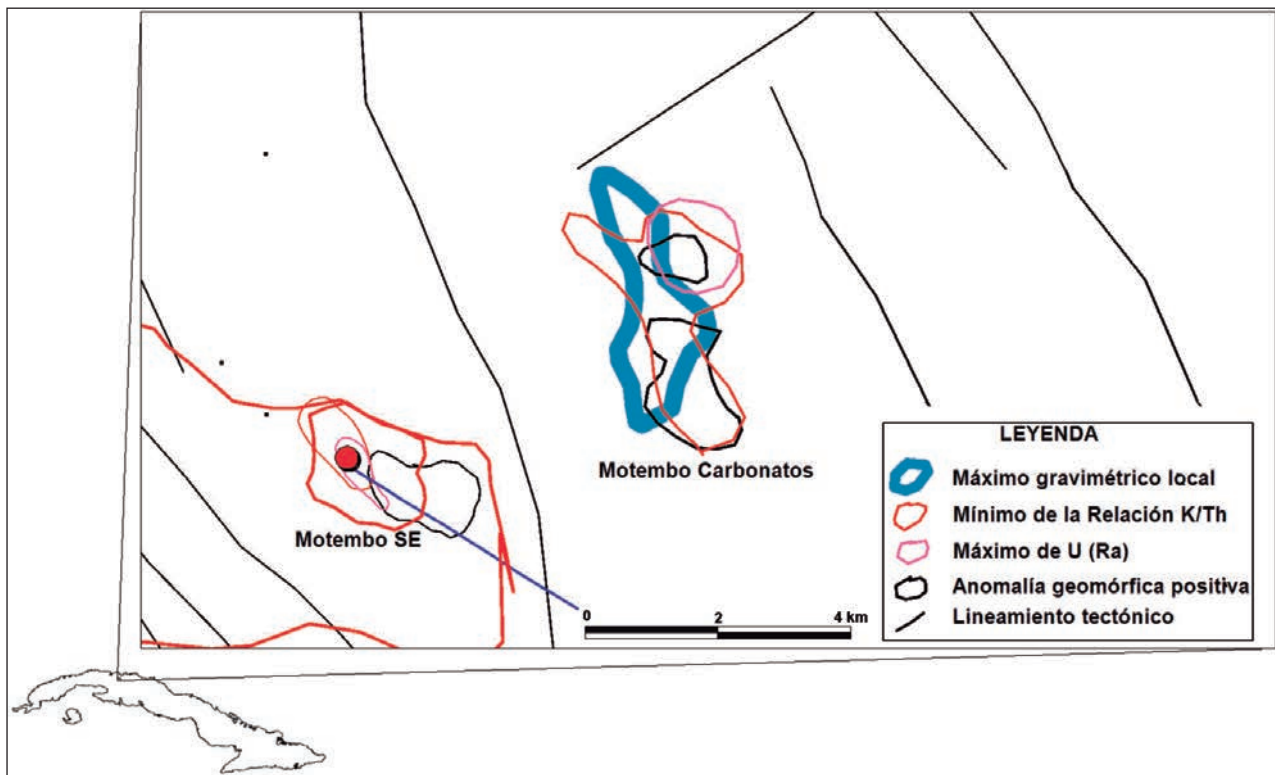 Motembo Carbonatos
Motembo SE
0 2 4 km
LEYENDA
Máximo gravimétrico local
Mínimo de la Relación K/Th
Máximo de U (Ra)
Anomalía geomórfica positiva
Lineamiento tectónico